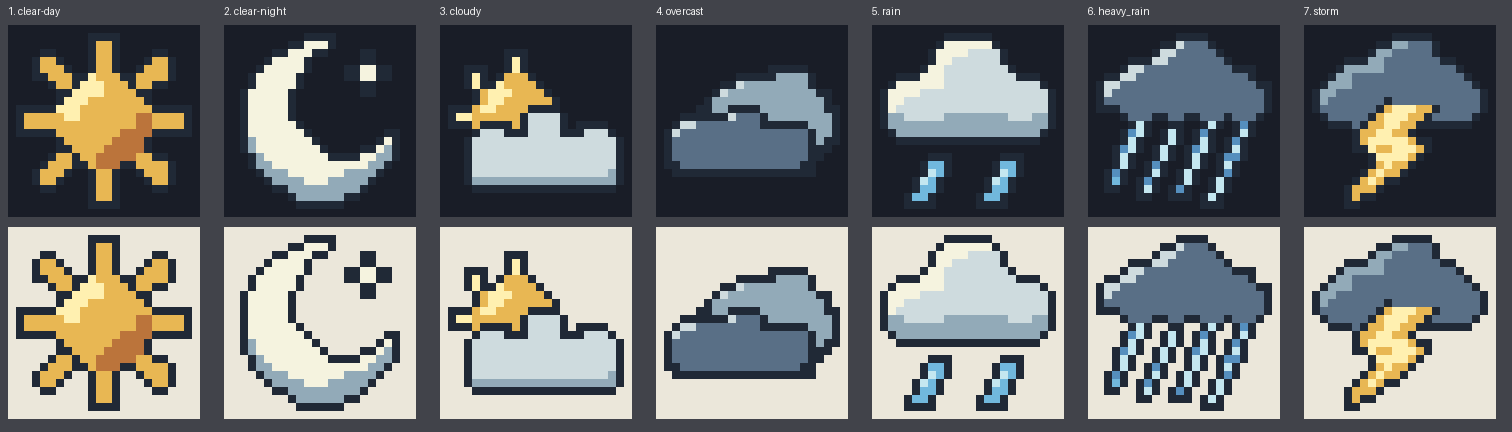 1. clear-day
2. clear-night
3. cloudy
4. overcast
5. rain
6. heavy_rain
7. storm